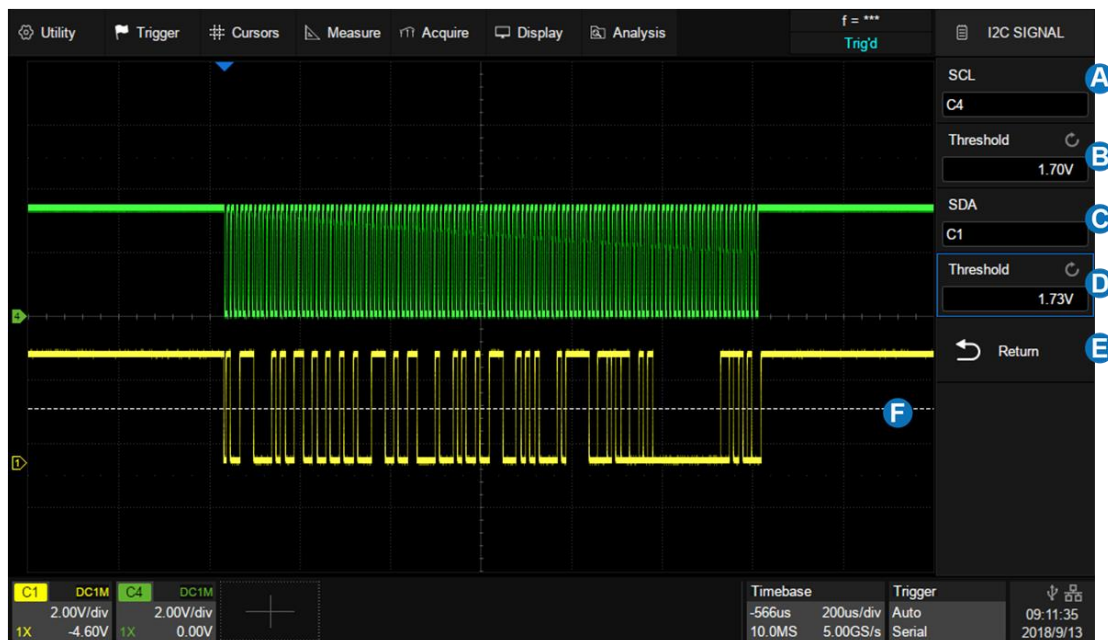 Utility
Trigger
Cursors
Measure
Acquire
Display
Analysis
f = ***
Trig'd
I2C SIGNAL
SCL
A
C4
Threshold
B
1.70V
SDA
C
C1
Threshold
D
1.73V
Return
E
4
F
1
C1 DC1M
2.00V/div
1X -4.60V
C4 DC1M
2.00V/div
1X 0.00V
Timebase
-566us 200us/div
10.0MS 5.00GS/s
Trigger
Auto
Serial
09:11:35
2018/9/13